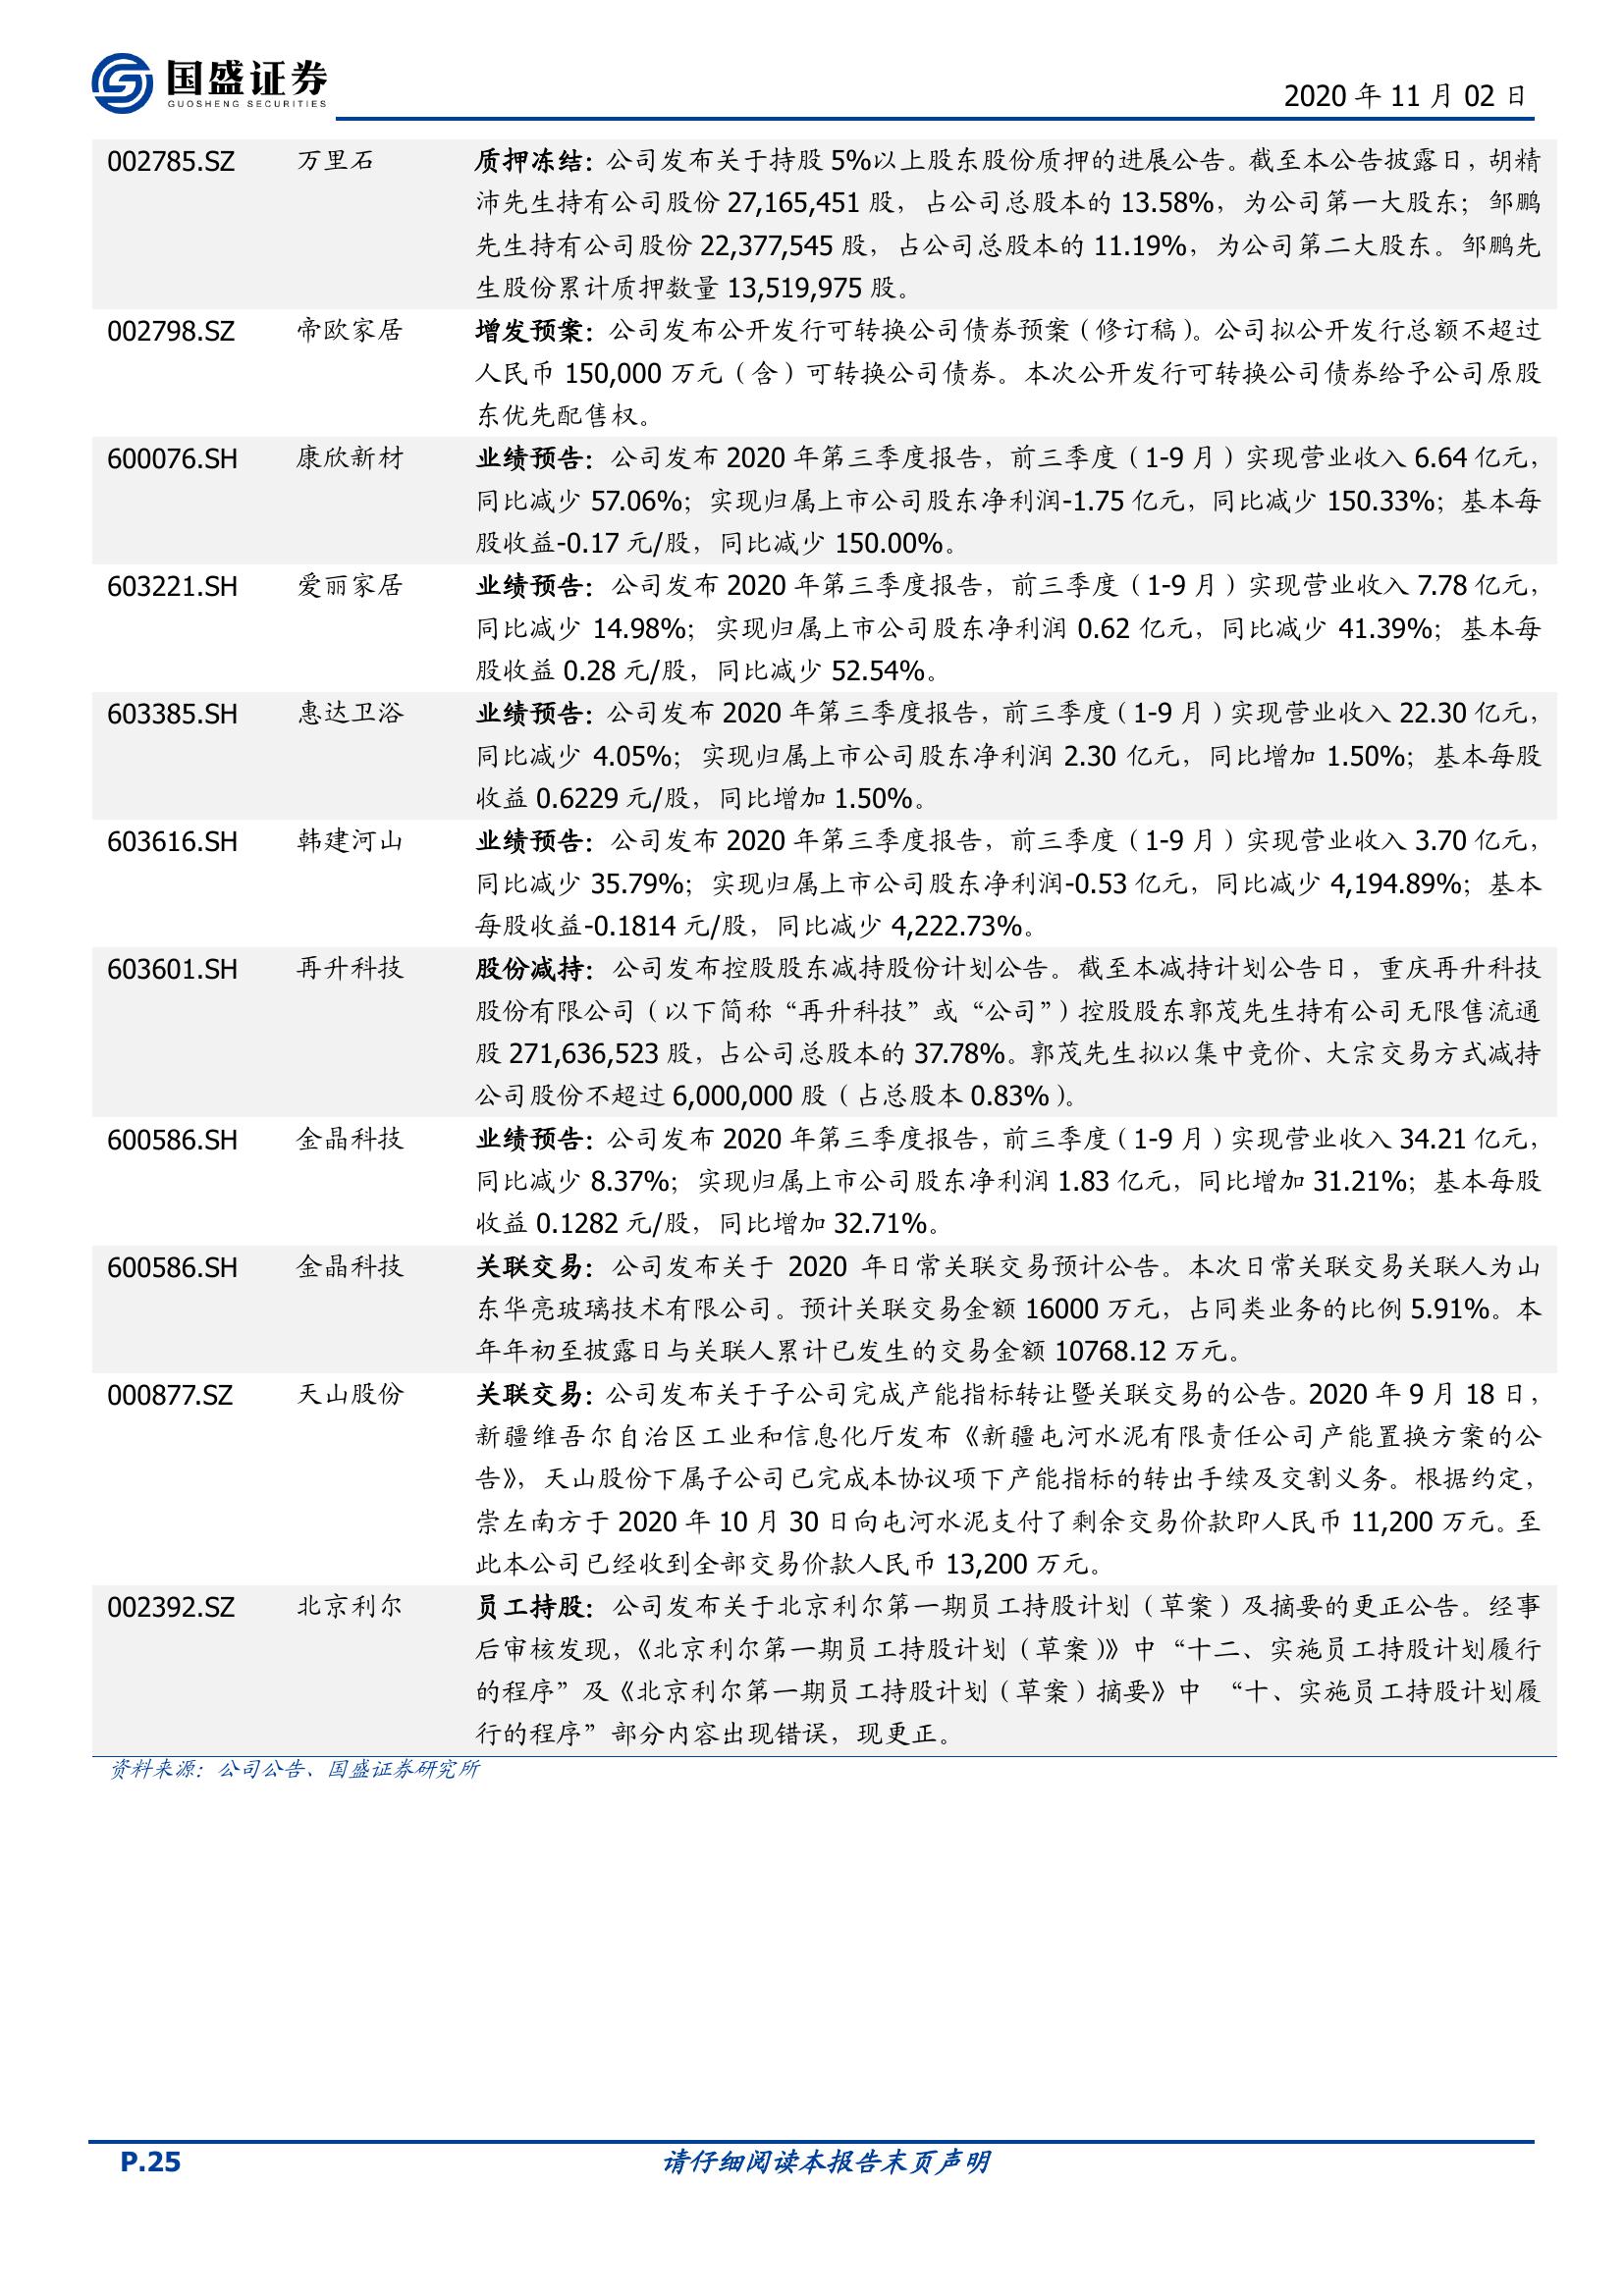 国盛证券
GUOSHENG SECURITIES
2020 年 11 月 02 日
002785.SZ 万里石 质押冻结：公司发布关于持股 5%以上股东股份质押的进展公告。截至本公告披露日，胡精
沛先生持有公司股份 27,165,451 股，占公司总股本的 13.58%，为公司第一大股东；邹鹏
先生持有公司股份 22,377,545 股，占公司总股本的 11.19%，为公司第二大股东。邹鹏先
生股份累计质押数量 13,519,975 股。
002798.SZ 帝欧家居 增发预案：公司发布公开发行可转换公司债券预案（修订稿）。公司拟公开发行总额不超过
人民币 150,000 万元（含）可转换公司债券。本次公开发行可转换公司债券给予公司原股
东优先配售权。
600076.SH 康欣新材 业绩预告：公司发布 2020 年第三季度报告，前三季度（1-9 月）实现营业收入 6.64 亿元，
同比减少 57.06%；实现归属上市公司股东净利润-1.75 亿元，同比减少 150.33%；基本每
股收益-0.17 元/股，同比减少 150.00%。
603221.SH 爱丽家居 业绩预告：公司发布 2020 年第三季度报告，前三季度（1-9 月）实现营业收入 7.78 亿元，
同比减少 14.98%；实现归属上市公司股东净利润 0.62 亿元，同比减少 41.39%；基本每
股收益 0.28 元/股，同比减少 52.54%。
603385.SH 惠达卫浴 业绩预告：公司发布 2020 年第三季度报告，前三季度（1-9 月）实现营业收入 22.30 亿元，
同比减少 4.05%；实现归属上市公司股东净利润 2.30 亿元，同比增加 1.50%；基本每股
收益 0.6229 元/股，同比增加 1.50%。
603616.SH 韩建河山 业绩预告：公司发布 2020 年第三季度报告，前三季度（1-9 月）实现营业收入 3.70 亿元，
同比减少 35.79%；实现归属上市公司股东净利润-0.53 亿元，同比减少 4,194.89%；基本
每股收益-0.1814 元/股，同比减少 4,222.73%。
603601.SH 再升科技 股份减持：公司发布控股股东减持股份计划公告。截至本减持计划公告日，重庆再升科技
股份有限公司（以下简称“再升科技”或“公司”）控股股东郭茂先生持有公司无限售流通
股 271,636,523 股，占公司总股本的 37.78%。郭茂先生拟以集中竞价、大宗交易方式减持
公司股份不超过 6,000,000 股（占总股本 0.83%）。
600586.SH 金晶科技 业绩预告：公司发布 2020 年第三季度报告，前三季度（1-9 月）实现营业收入 34.21 亿元，
同比减少 8.37%；实现归属上市公司股东净利润 1.83 亿元，同比增加 31.21%；基本每股
收益 0.1282 元/股，同比增加 32.71%。
600586.SH 金晶科技 关联交易：公司发布关于 2020 年日常关联交易预计公告。本次日常关联交易关联人为山
东华亮玻璃技术有限公司。预计关联交易金额 16000 万元，占同类业务的比例 5.91%。本
年年初至披露日与关联人累计已发生的交易金额 10768.12 万元。
000877.SZ 天山股份 关联交易：公司发布关于子公司完成产能指标转让暨关联交易的公告。2020 年 9 月 18 日，
新疆维吾尔自治区工业和信息化厅发布《新疆屯河水泥有限责任公司产能置换方案的公
告》，天山股份下属子公司已完成本协议项下产能指标的转出手续及交割义务。根据约定，
崇左南方于 2020 年 10 月 30 日向屯河水泥支付了剩余交易价款即人民币 11,200 万元。至
此本公司已经收到全部交易价款人民币 13,200 万元。
002392.SZ 北京利尔 员工持股：公司发布关于北京利尔第一期员工持股计划（草案）及摘要的更正公告。经事
后审核发现，《北京利尔第一期员工持股计划（草案）》中“十二、实施员工持股计划履行
的程序”及《北京利尔第一期员工持股计划（草案）摘要》中 “十、实施员工持股计划履
行的程序”部分内容出现错误，现更正。
资料来源：公司公告、国盛证券研究所
P.25 请仔细阅读本报告末页声明